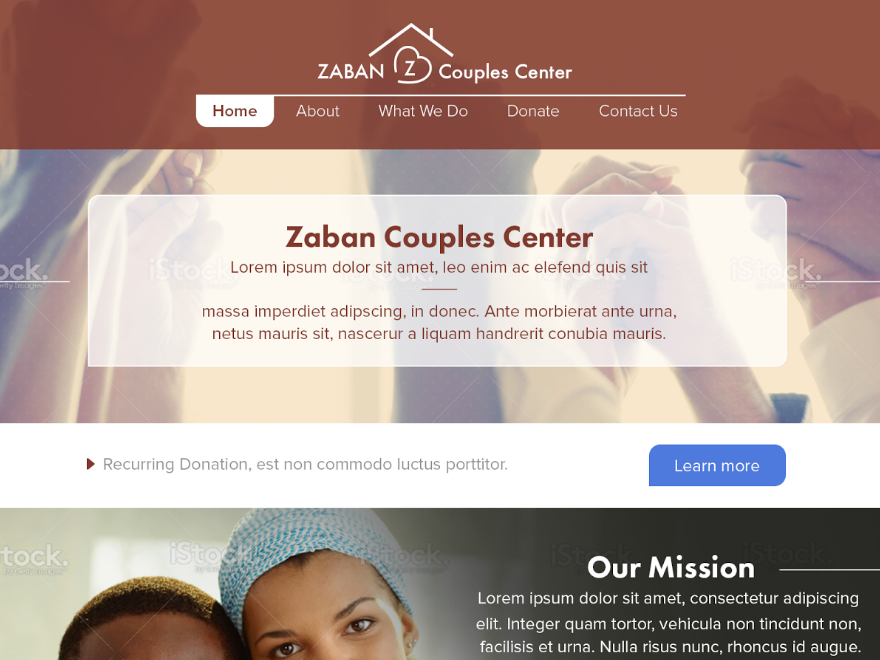 ZABAN Z Couples Center
Home About What We Do Donate Contact Us
Zaban Couples Center
Lorem ipsum dolor sit amet, leo enim ac elefend quis sit
massa imperdiet adipscing, in donec. Ante morbierat ante urna,
netus mauris sit, nascerur a liquam handrerit conubia mauris.
ock. iStock. iStock.
Recurring Donation, est non commodo luctus porttitor.
Learn more
tock. iStock. iStock. iStock.
Our Mission
Lorem ipsum dolor sit amet, consectetur adipiscing
elit. Integer quam tortor, vehicula non tincidunt non,
facilisis et urna. Nulla risus nunc, rhoncus id augue.